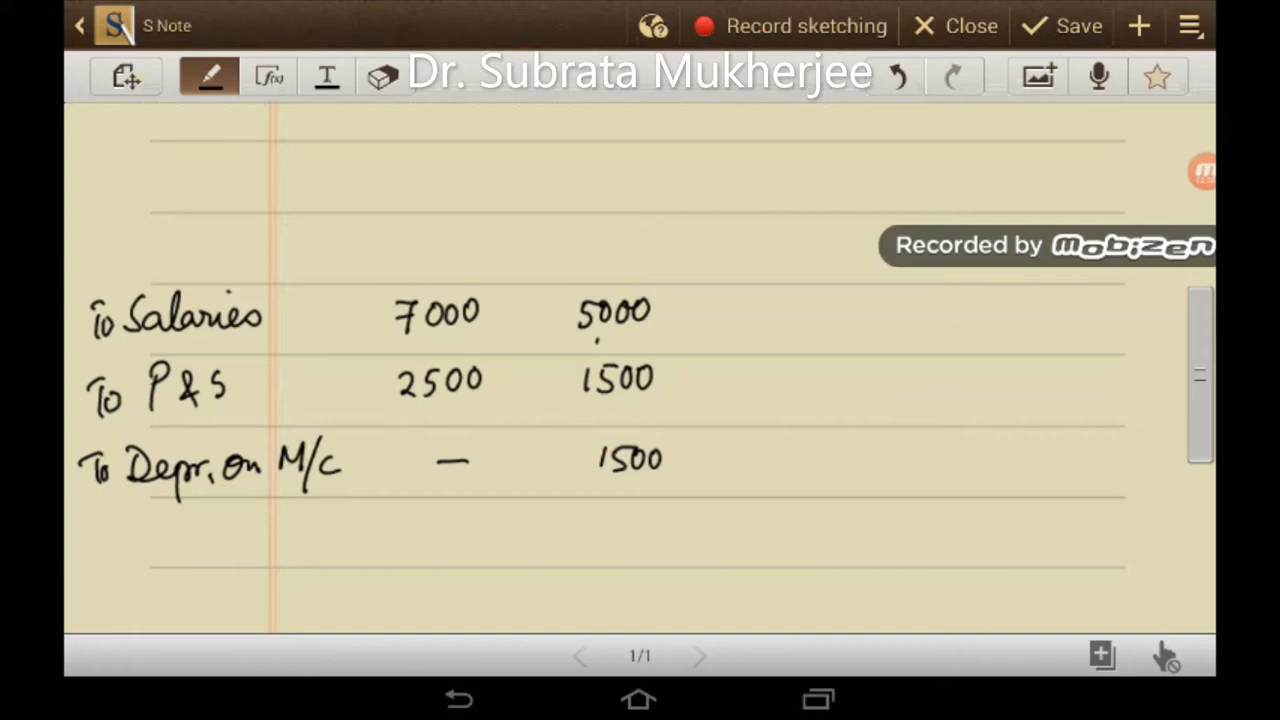 S Note
Record sketching
Close
Save
Dr. Subrata Mukherjee
Recorded by mobizen
To Salaries 7000 5000
To P & S 2500 1500
To Depr. on M/C — 1500
1/1